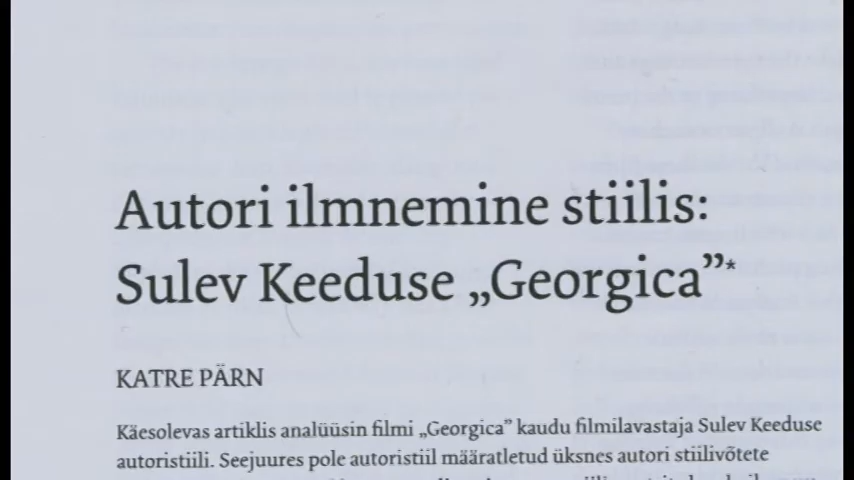 Autori ilmnemine stiilis:
Sulev Keeduse „Georgica”*
KATRE PÄRN
Käesolevas artiklis analüüsin filmi „Georgica” kaudu filmilavastaja Sulev Keeduse
autoristiili. Seejuures pole autoristiil määratletud üksnes autori stiilivõtete